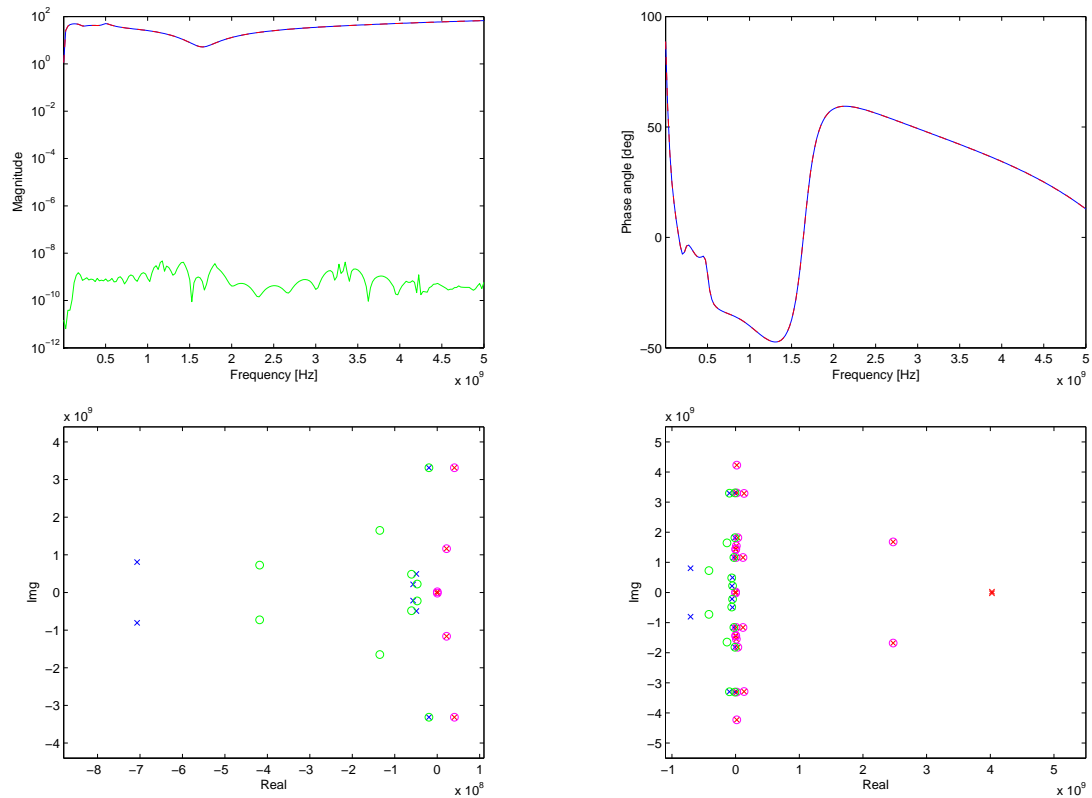 10^2
10^0
10^−2
10^−4
10^−6
10^−8
10^−10
10^−12
Magnitude
0.5 1 1.5 2 2.5 3 3.5 4 4.5 5
Frequency [Hz]
x 10^9
100
50
0
−50
Phase angle [deg]
0.5 1 1.5 2 2.5 3 3.5 4 4.5 5
Frequency [Hz]
x 10^9
x 10^9
4
3
2
1
0
−1
−2
−3
−4
Img
−8 −7 −6 −5 −4 −3 −2 −1 0 1
Real
x 10^8
x 10^9
5
4
3
2
1
0
−1
−2
−3
−4
−5
Img
−1 0 1 2 3 4 5
Real
x 10^9